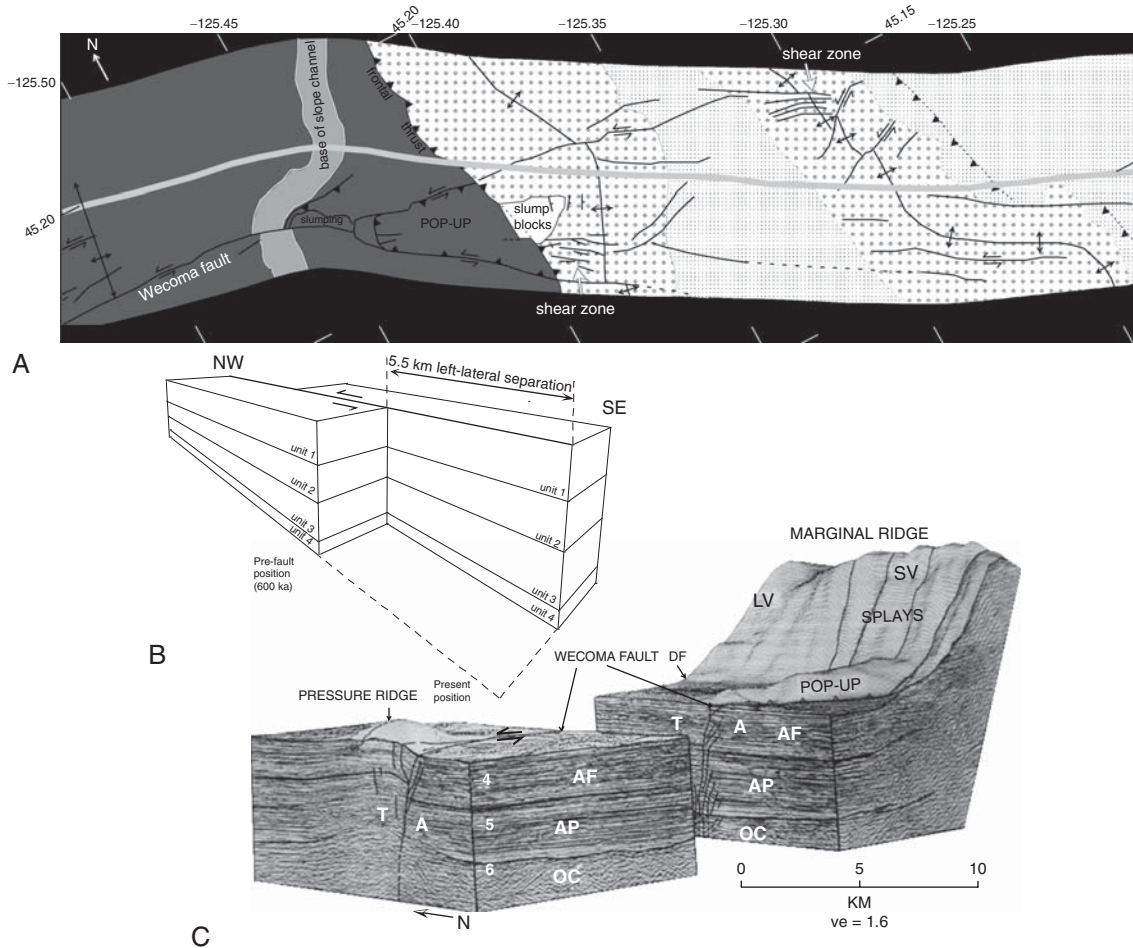 -125.45
45.20
-125.40
-125.35
-125.30
45.15
-125.25
N
-125.50
base of slope channel
frontal
thrust
shear zone
45.20
slumping
POP-UP
slump
blocks
Wecoma fault
shear zone
A
NW
5.5 km left-lateral separation
SE
unit 1
unit 2
unit 3
unit 4
unit 1
unit 2
unit 3
unit 4
Pre-fault
position
(600 ka)
Present
position
B
MARGINAL RIDGE
LV
SV
SPLAYS
WECOMA FAULT DF
POP-UP
PRESSURE RIDGE
T
A
AF
AP
OC
4
5
6
T
A
AF
AP
OC
N
0 5 10
KM
ve = 1.6
C